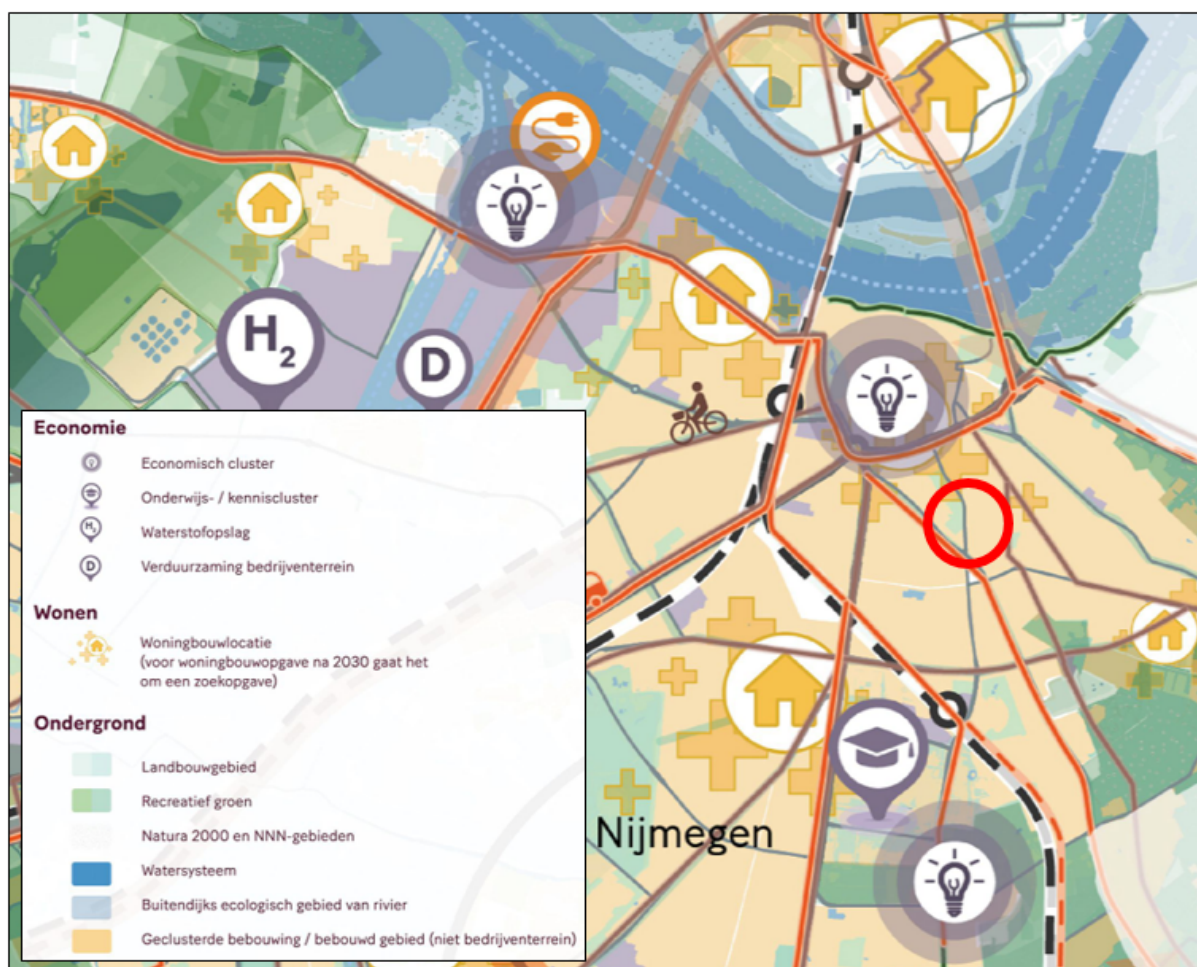 H2
D
Economie
Economisch cluster
Onderwijs- / kenniscluster
H2
Waterstofopslag
D
Verduurzaming bedrijventerrein
Wonen
Woningbouwlocatie
(voor woningbouwopgave na 2030 gaat het
om een zoekopgave)
Ondergrond
Landbouwgebied
Recreatief groen
Natura 2000 en NNN-gebieden
Watersysteem
Buitendijks ecologisch gebied van rivier
Geclusterde bebouwing / bebouwd gebied (niet bedrijventerrein)
Nijmegen